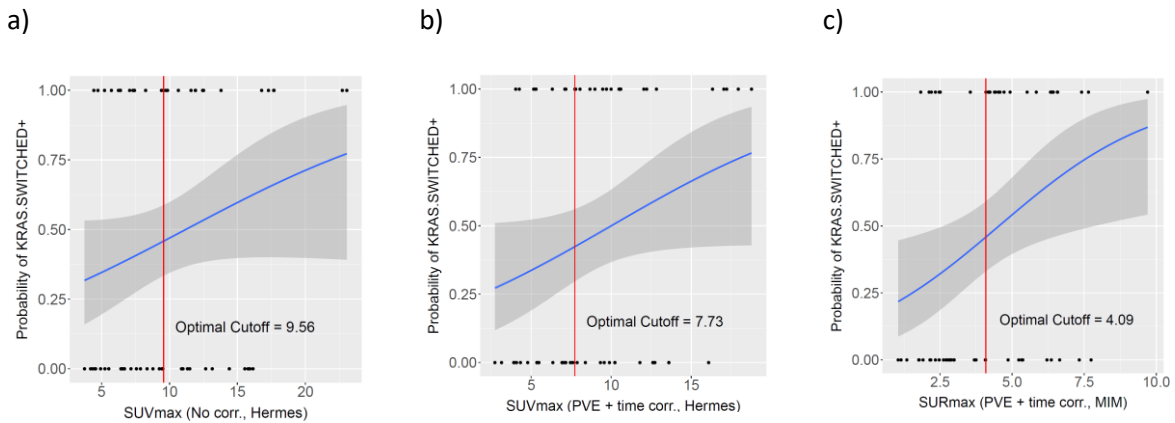 a)
b)
c)
Probability of KRAS.SWITCHED+
1.00
0.75
0.50
0.25
0.00
Optimal Cutoff = 9.56
5
10
15
20
SUVmax (No corr., Hermes)
Probability of KRAS.SWITCHED+
1.00
0.75
0.50
0.25
0.00
Optimal Cutoff = 7.73
5
10
15
SUVmax (PVE + time corr., Hermes)
Probability of KRAS.SWITCHED+
1.00
0.75
0.50
0.25
0.00
Optimal Cutoff = 4.09
2.5
5.0
7.5
10.0
SURmax (PVE + time corr., MIM)